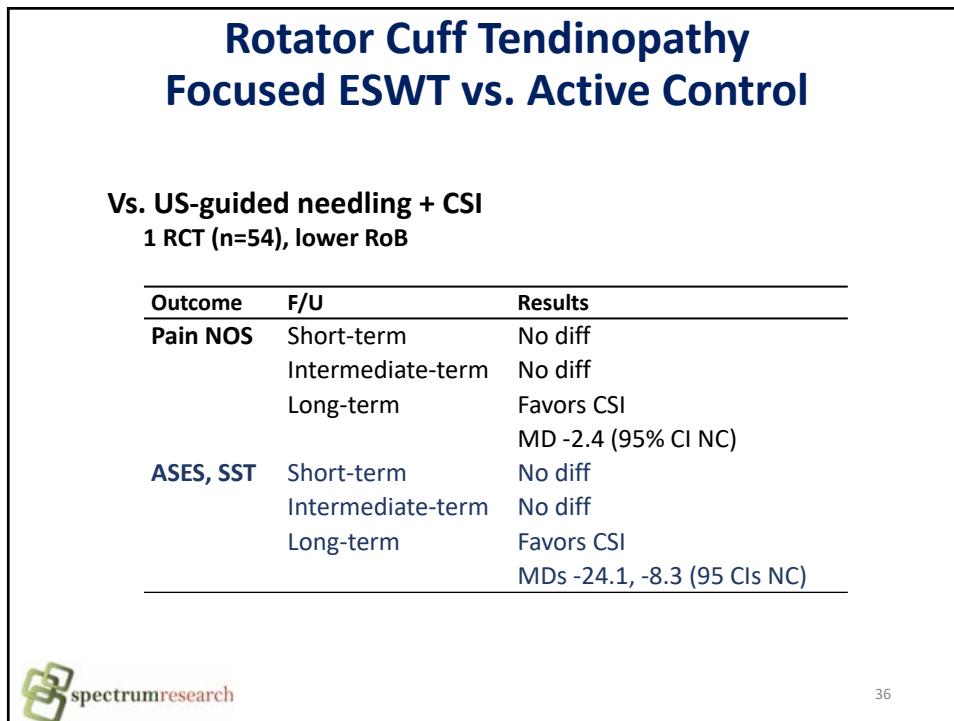 Rotator Cuff Tendinopathy
Focused ESWT vs. Active Control
Vs. US-guided needling + CSI
1 RCT (n=54), lower RoB
Outcome F/U Results
Pain NOS Short-term No diff
Intermediate-term No diff
Long-term Favors CSI
MD -2.4 (95% CI NC)
ASES, SST Short-term No diff
Intermediate-term No diff
Long-term Favors CSI
MDs -24.1, -8.3 (95 CIs NC)
spectrumresearch
36